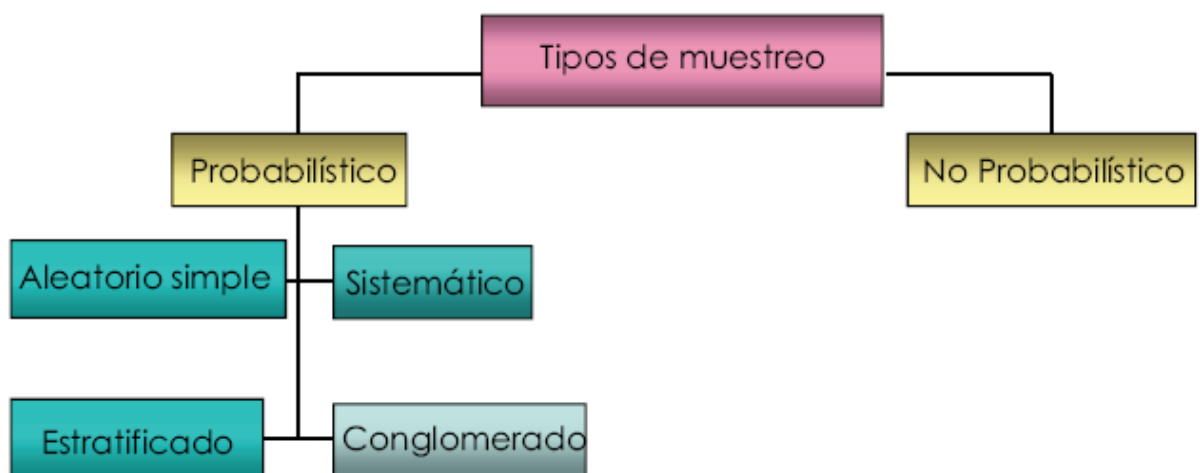 Tipos de muestreo
Probabilístico
No Probabilístico
Aleatorio simple
Sistemático
Estratificado
Conglomerado